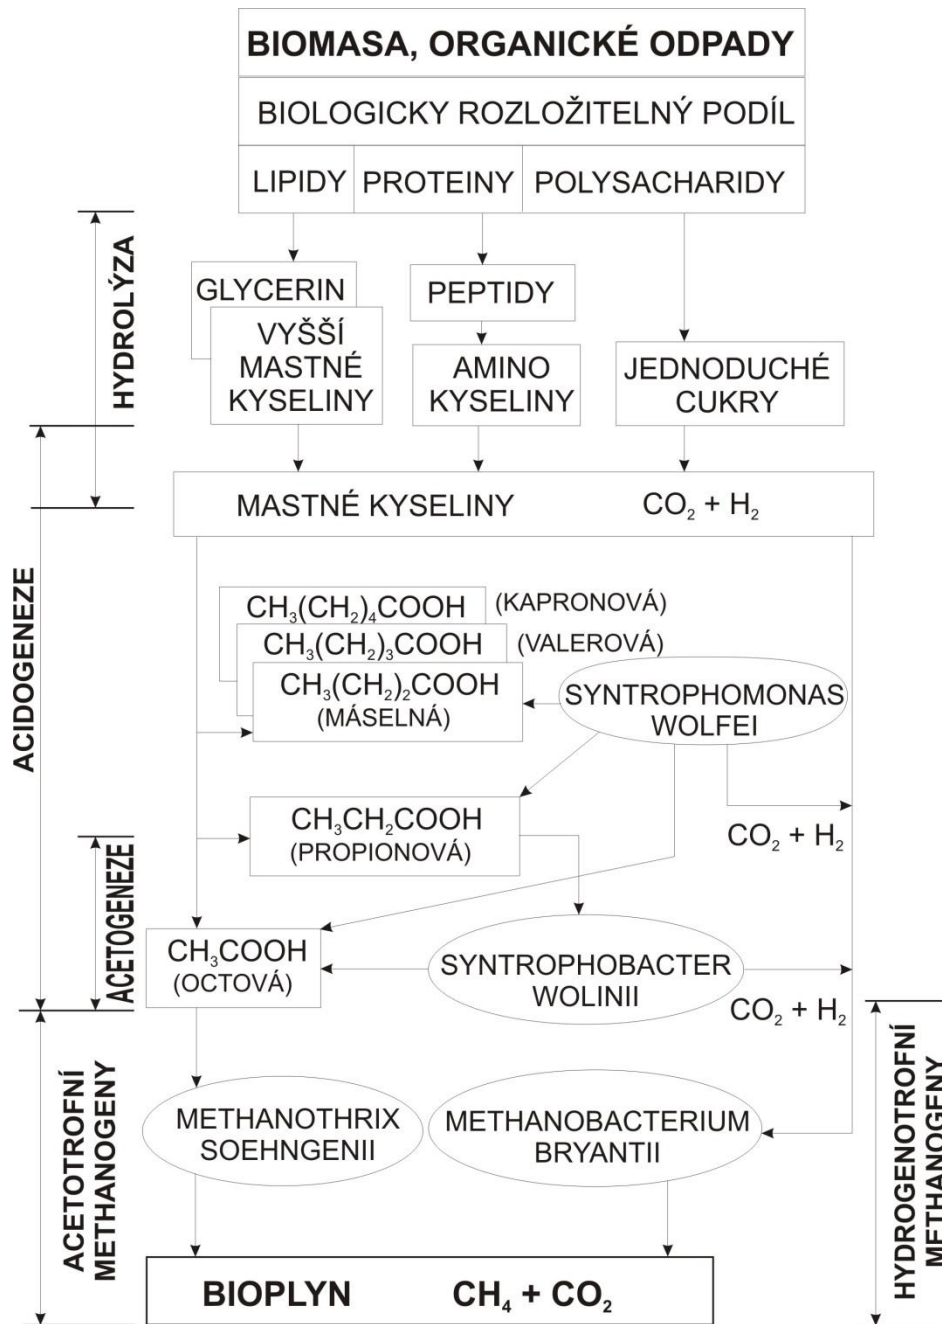 BIOMASA, ORGANICKÉ ODPADY
BIOLOGICKY ROZLOŽITELNÝ PODÍL
LIPIDY
PROTEINY
POLYSACHARIDY
HYDROLÝZA
GLYCERIN
VYŠŠÍ
MASTNÉ
KYSELINY
PEPTIDY
AMINO
KYSELINY
JEDNODUCHÉ
CUKRY
MASTNÉ KYSELINY
CO₂ + H₂
ACIDOGENEZE
CH₃(CH₂)₄COOH
(KAPRONOVÁ)
CH₃(CH₂)₃COOH
(VALEROVÁ)
CH₃(CH₂)₂COOH
(MÁSELNÁ)
SYNTROPHOMONAS
WOLFEI
CH₃CH₂COOH
(PROPIONOVÁ)
CO₂ + H₂
ACETOGENEZE
CH₃COOH
(OCTOVÁ)
SYNTROPHOBACTER
WOLINII
CO₂ + H₂
ACETOTROFNÍ
METHANOGENY
METHANOTHRIX
SOEHNGENII
METHANOBACTERIUM
BRYANTII
HYDROGENOTROFNÍ
METHANOGENY
BIOPLYN
CH₄ + CO₂